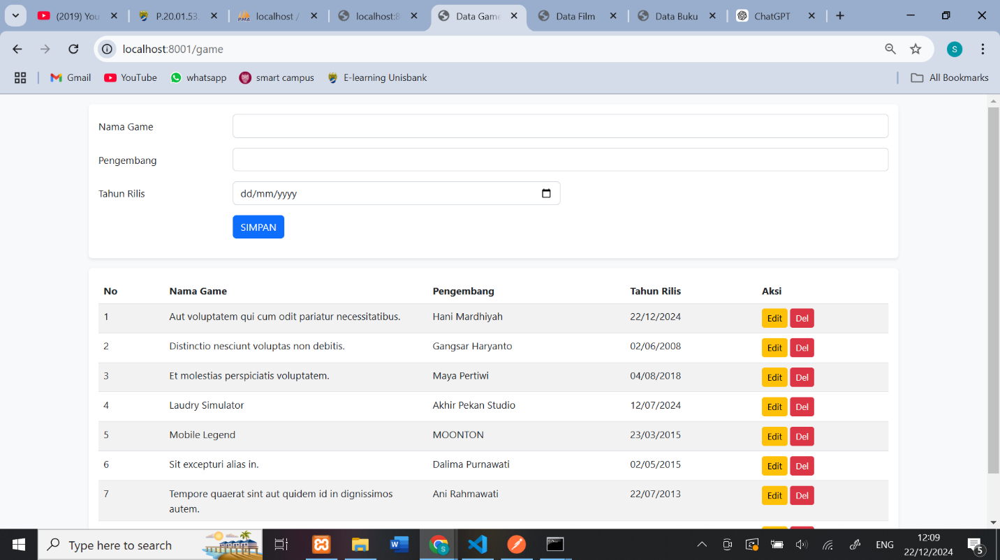 (2019) You
P.20.01.53.
localhost /
localhost:8
Data Game
Data Film
Data Buku
ChatGPT
localhost:8001/game
S
Gmail
YouTube
whatsapp
smart campus
E-learning Unisbank
All Bookmarks
Nama Game
Pengembang
Tahun Rilis
dd/mm/yyyy
SIMPAN
No Nama Game Pengembang Tahun Rilis Aksi
1 Aut voluptatem qui cum odit pariatur necessitatibus. Hani Mardhiyah 22/12/2024 Edit Del
2 Distinctio nesciunt voluptas non debitis. Gangsar Haryanto 02/06/2008 Edit Del
3 Et molestias perspiciatis voluptatem. Maya Pertiwi 04/08/2018 Edit Del
4 Laudry Simulator Akhir Pekan Studio 12/07/2024 Edit Del
5 Mobile Legend MOONTON 23/03/2015 Edit Del
6 Sit excepturi alias in. Dalima Purnawati 02/05/2015 Edit Del
7 Tempore quaerat sint aut quidem id in dignissimos Ani Rahmawati 22/07/2013 Edit Del
autem.
Type here to search
ENG
12:09
22/12/2024
5